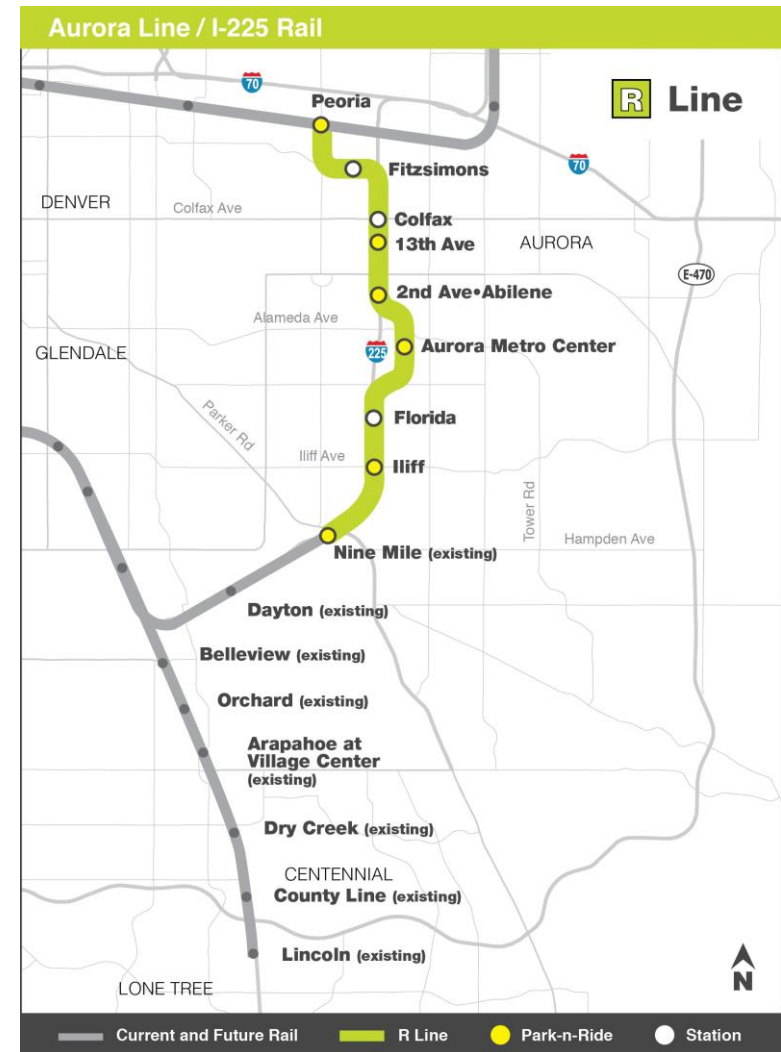 Aurora Line / I-225 Rail
R Line
70
Peoria
Fitzsimons
70
DENVER
Colfax Ave
Colfax
13th Ave
AURORA
E-470
2nd Ave•Abilene
Alameda Ave
GLENDALE
225
Aurora Metro Center
Parker Rd
Florida
Iliff Ave
Iliff
Tower Rd
Hampden Ave
Nine Mile (existing)
Dayton (existing)
Belleview (existing)
Orchard (existing)
Arapahoe at
Village Center
(existing)
Dry Creek (existing)
CENTENNIAL
County Line (existing)
Lincoln (existing)
LONE TREE
N
Current and Future Rail R Line Park-n-Ride Station